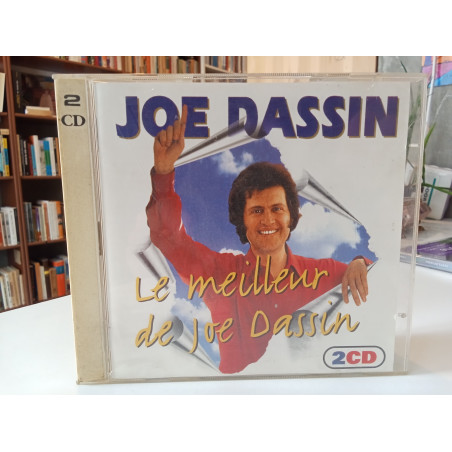 2
CD
JOE DASSIN
Le meilleur
de Joe Dassin
2CD